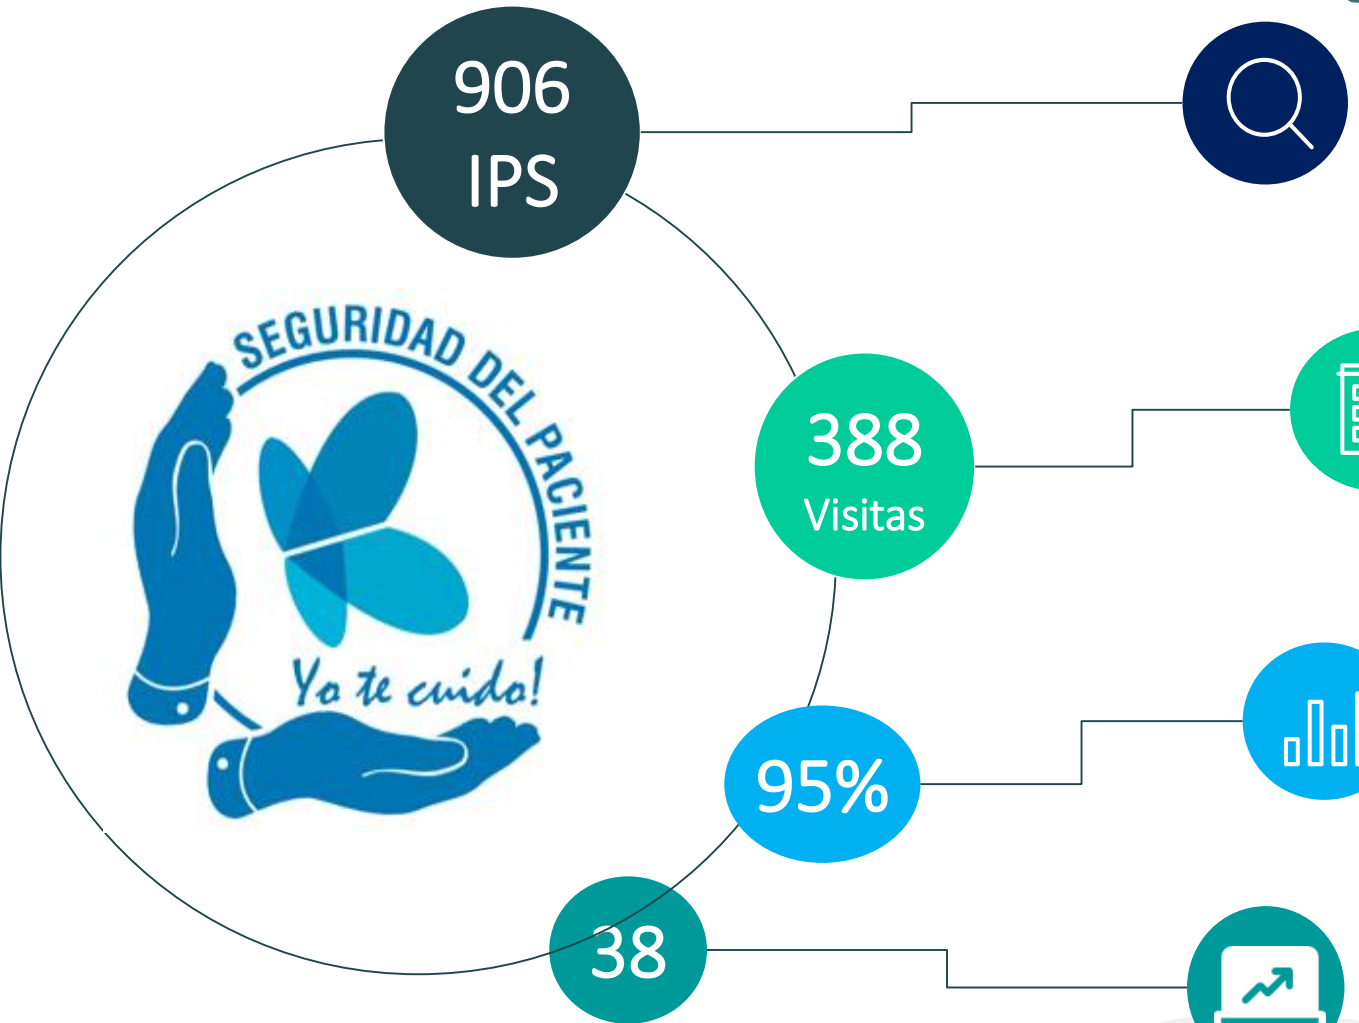 906
IPS
SEGURIDAD DEL PACIENTE
388
Visitas
Yo te cuido!
95%
38